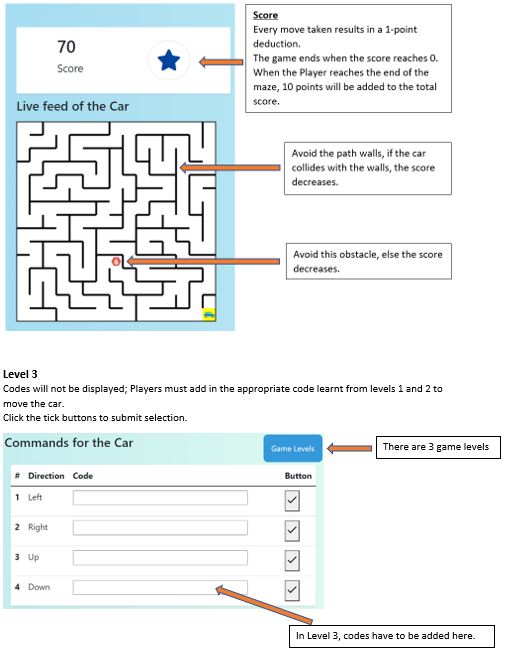 Score
Every move taken results in a 1-point
deduction.
The game ends when the score reaches 0.
When the Player reaches the end of the
maze, 10 points will be added to the total
score.
70
Score
Live feed of the Car
Avoid the path walls, if the car
collides with the walls, the score
decreases.
Avoid this obstacle, else the score
decreases.
Level 3
Codes will not be displayed; Players must add in the appropriate code learnt from levels 1 and 2 to
move the car.
Click the tick buttons to submit selection.
Commands for the Car
Game Levels
There are 3 game levels
# Direction Code Button
1 Left
2 Right
3 Up
4 Down
In Level 3, codes have to be added here.